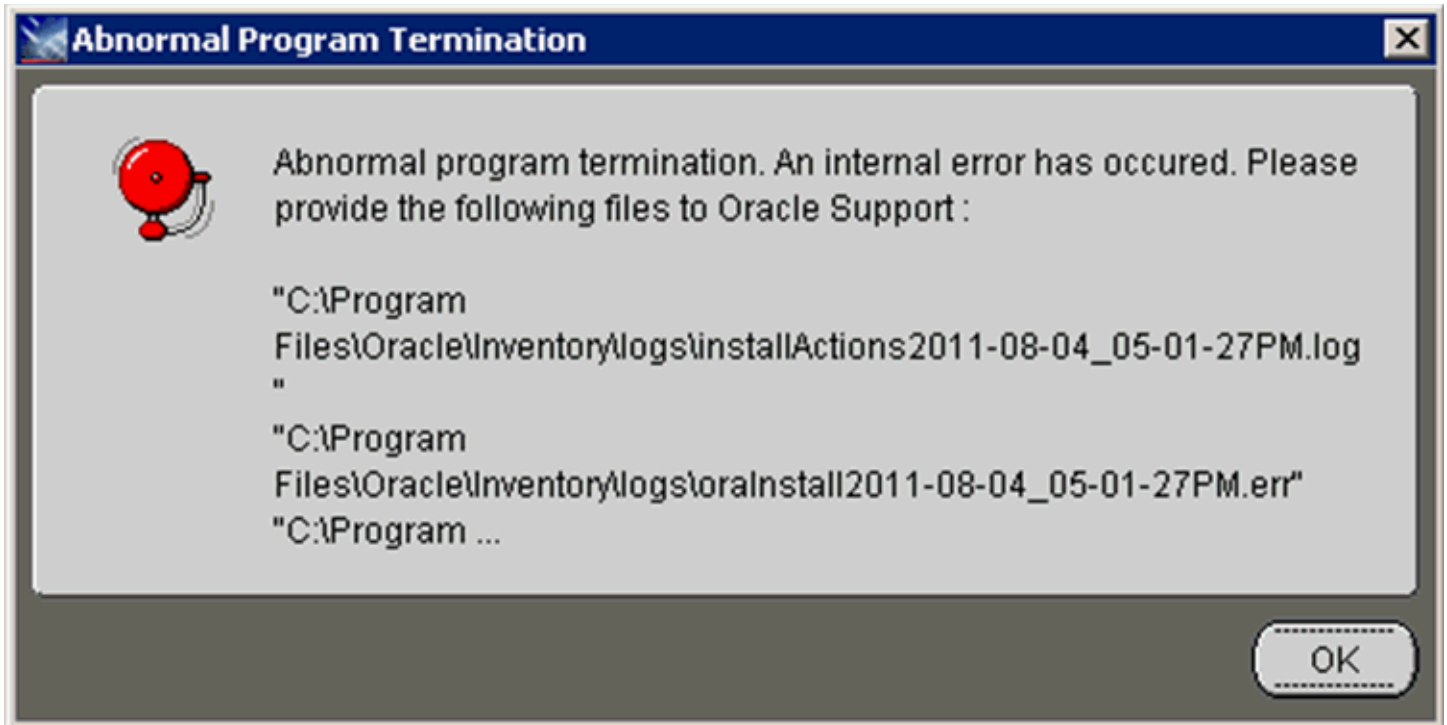 Abnormal Program Termination
Abnormal program termination. An internal error has occured. Please
provide the following files to Oracle Support :
"C:\Program
Files\Oracle\Inventory\logs\installActions2011-08-04_05-01-27PM.log
"
"C:\Program
Files\Oracle\Inventory\logs\oraInstall2011-08-04_05-01-27PM.err"
"C:\Program ...
OK